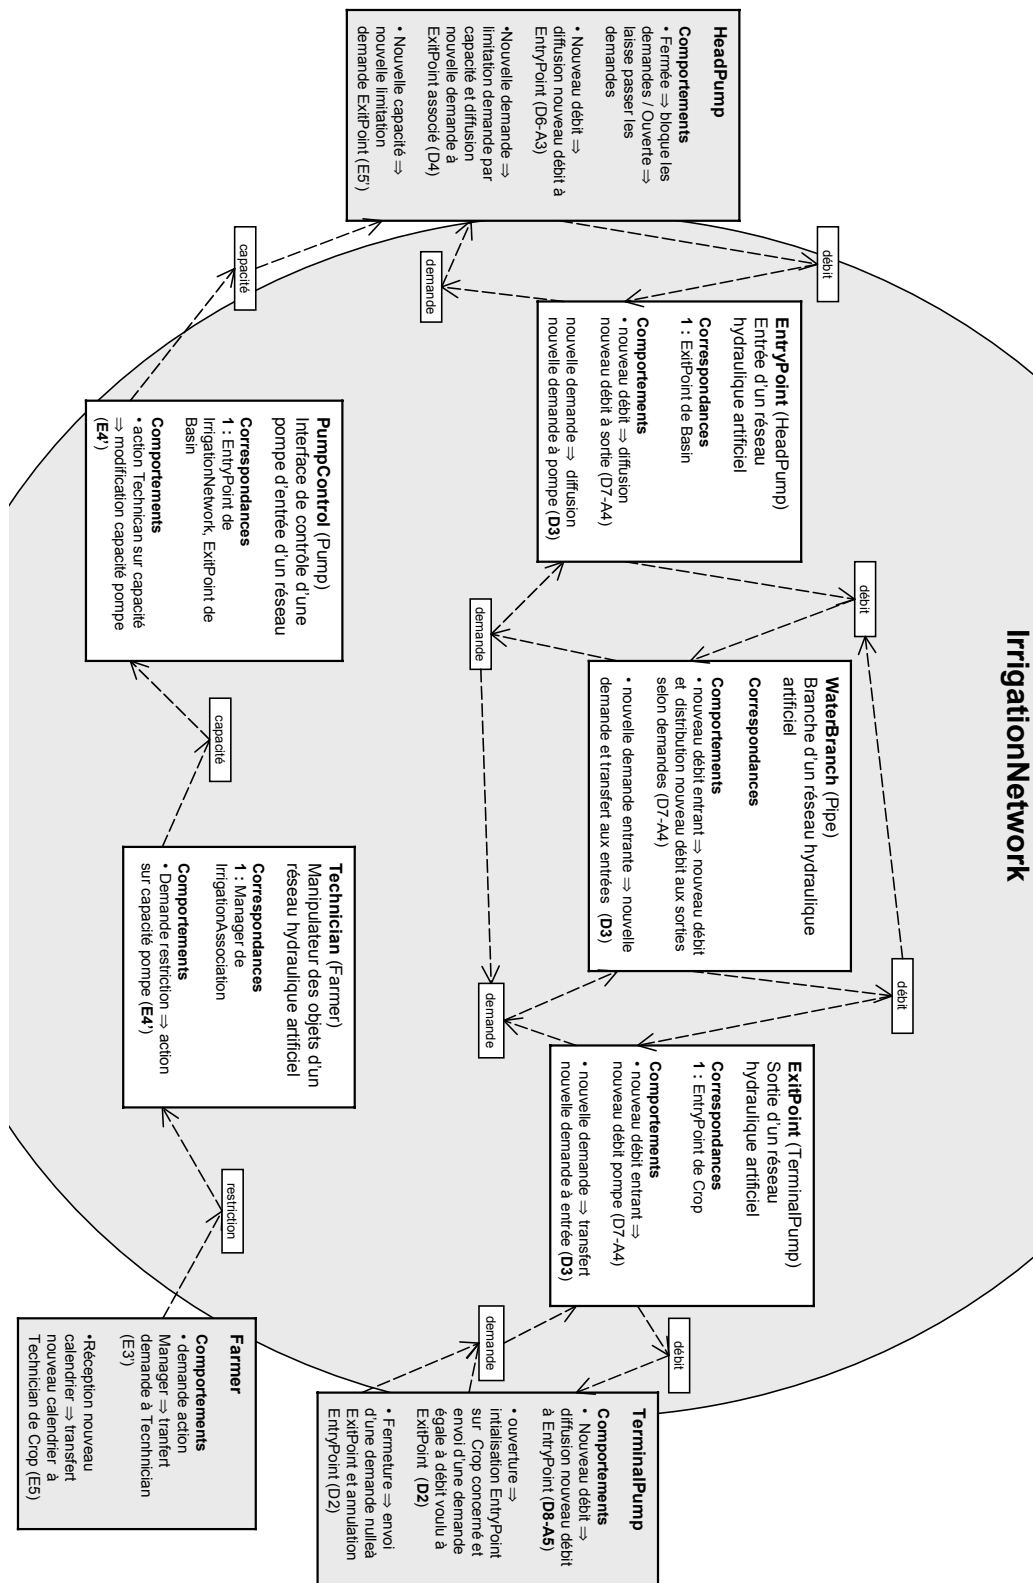 IrrigationNetwork
HeadPump
Comportements
• Fermée ⇒ bloque les
demandes / Ouverte ⇒
laisse passer les
demandes
• Nouveau débit ⇒
diffusion nouveau débit à
EntryPoint (D6-A3)
•Nouvelle demande ⇒
limitation demande par
capacité et diffusion
nouvelle demande à
ExitPoint associé (D4)
• Nouvelle capacité ⇒
nouvelle limitation
demande ExitPoint (E5')
débit
demande
capacité
EntryPoint (HeadPump)
Entrée d'un réseau
hydraulique artificiel
Correspondances
1 : ExitPoint de Basin
Comportements
• nouveau débit ⇒ diffusion
nouveau débit à sortie (D7-A4)
nouvelle demande ⇒ diffusion
nouvelle demande à pompe (D3)
PumpControl (Pump)
Interface de contrôle d'une
pompe d'entrée d'un réseau
Correspondances
1 : EntryPoint de
IrrigationNetwork, ExitPoint de
Basin
Comportements
• action Technican sur capacité
⇒ modification capacité pompe
(E4')
débit
demande
capacité
WaterBranch (Pipe)
Branche d'un réseau hydraulique
artificiel
Correspondances
Comportements
• nouveau débit entrant ⇒ nouveau débit
et distribution nouveau débit aux sorties
selon demandes (D7-A4)
• nouvelle demande entrante ⇒ nouvelle
demande et transfert aux entrées (D3)
Technician (Farmer)
Manipulateur des objets d'un
réseau hydraulique artificiel
Correspondances
1 : Manager de
IrrigationAssociation
Comportements
• Demande restriction ⇒ action
sur capacité pompe (E4')
débit
demande
restriction
ExitPoint (TerminalPump)
Sortie d'un réseau
hydraulique artificiel
Correspondances
1 : EntryPoint de Crop
Comportements
• nouveau débit entrant ⇒
nouveau débit pompe (D7-A4)
• nouvelle demande ⇒ transfert
nouvelle demande à entrée (D3)
débit
demande
TerminalPump
Comportements
• Nouveau débit ⇒
diffusion nouveau débit
à EntryPoint (D8-A5)
• ouverture ⇒
intialisation EntryPoint
sur Crop concerné et
envoi d'une demande
égale à débit voulu à
ExitPoint (D2)
• Fermeture ⇒ envoi
d'une demande nulleà
ExitPoint et annulation
EntryPoint (D2)
Farmer
Comportements
• demande action
Manager ⇒ tranfert
demande à Tecnhnician
(E3')
•Réception nouveau
calendrier ⇒ transfert
nouveau calendrier à
Technician de Crop (E5)